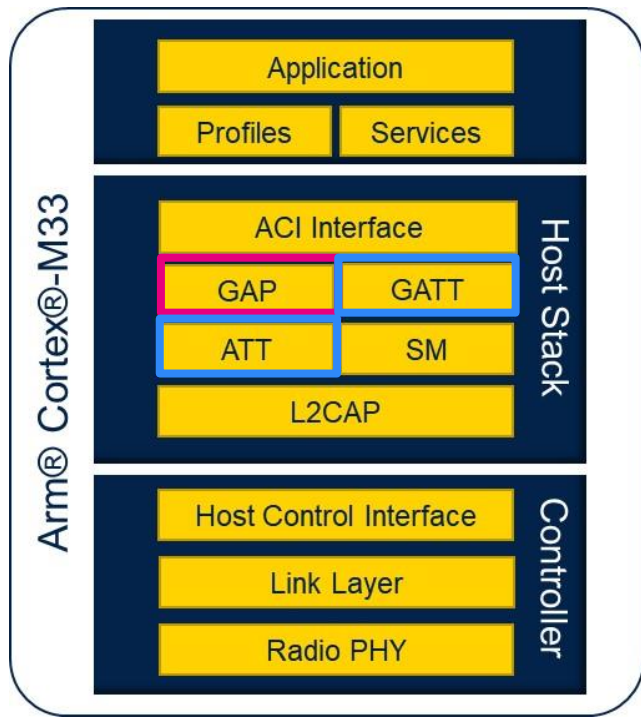 Arm® Cortex®-M33
Application
Profiles
Services
ACI Interface
GAP
GATT
ATT
SM
L2CAP
Host Stack
Host Control Interface
Link Layer
Radio PHY
Controller